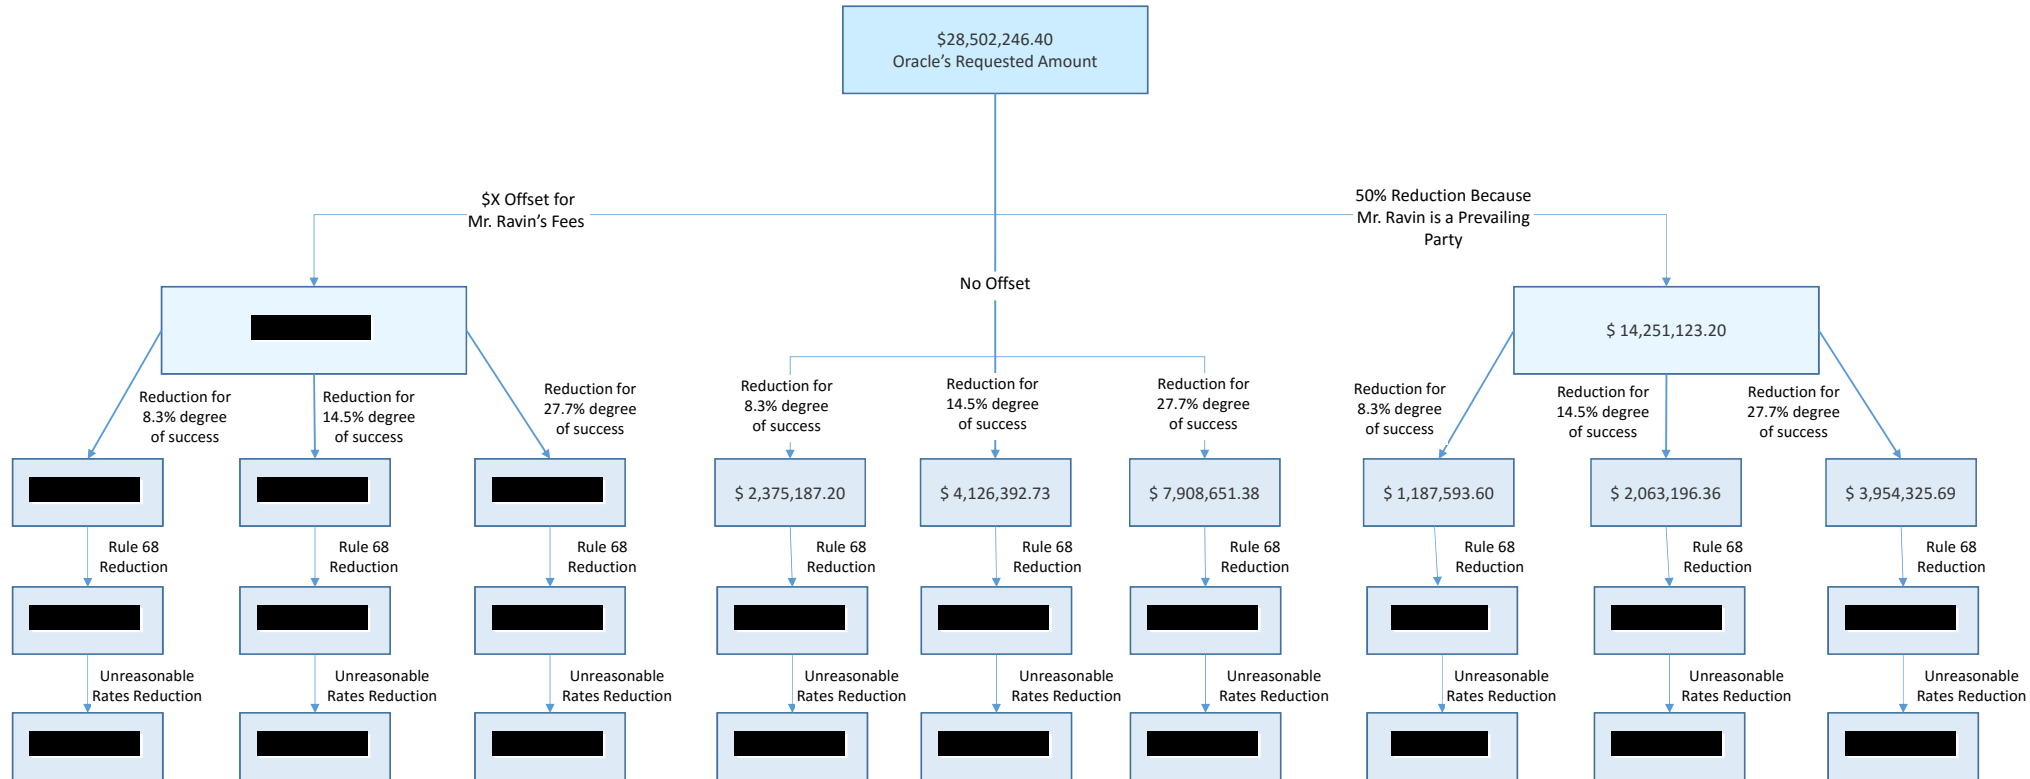 $28,502,246.40
Oracle's Requested Amount
$X Offset for
Mr. Ravin's Fees
50% Reduction Because
Mr. Ravin is a Prevailing
Party
No Offset
$ 14,251,123.20
Reduction for
8.3% degree
of success
Reduction for
14.5% degree
of success
Reduction for
27.7% degree
of success
Reduction for
8.3% degree
of success
Reduction for
14.5% degree
of success
Reduction for
27.7% degree
of success
Reduction for
8.3% degree
of success
Reduction for
14.5% degree
of success
Reduction for
27.7% degree
of success
$ 2,375,187.20
$ 4,126,392.73
$ 7,908,651.38
$ 1,187,593.60
$ 2,063,196.36
$ 3,954,325.69
Rule 68
Reduction
Rule 68
Reduction
Rule 68
Reduction
Rule 68
Reduction
Rule 68
Reduction
Rule 68
Reduction
Rule 68
Reduction
Rule 68
Reduction
Rule 68
Reduction
Unreasonable
Rates Reduction
Unreasonable
Rates Reduction
Unreasonable
Rates Reduction
Unreasonable
Rates Reduction
Unreasonable
Rates Reduction
Unreasonable
Rates Reduction
Unreasonable
Rates Reduction
Unreasonable
Rates Reduction
Unreasonable
Rates Reduction